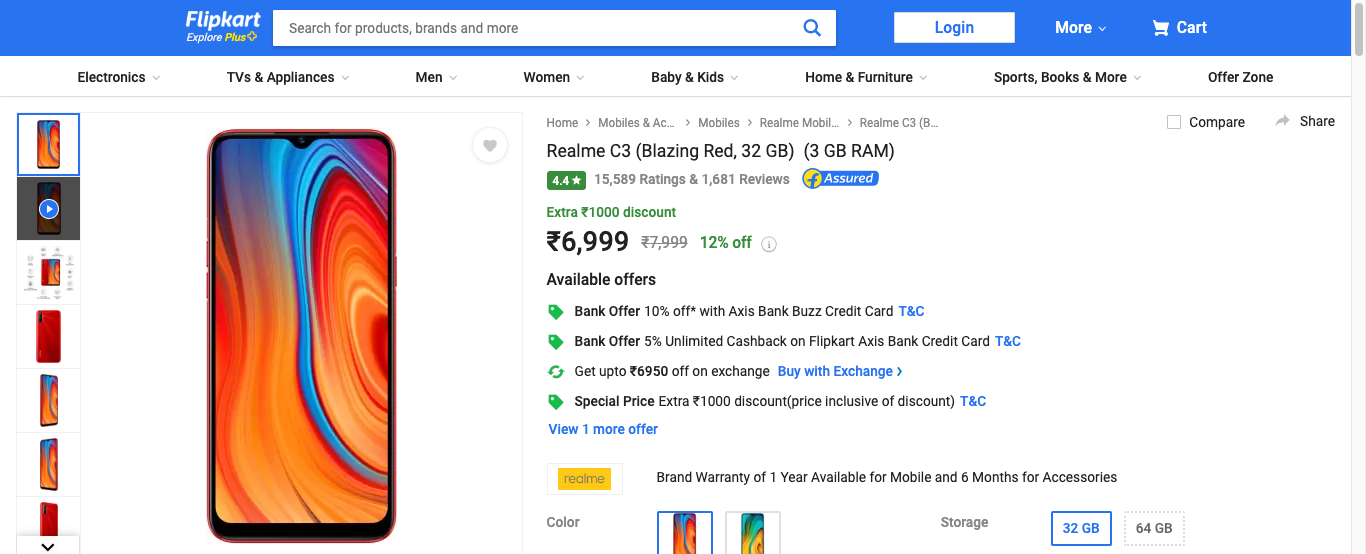 Flipkart
Explore Plus
Search for products, brands and more
Login
More
Cart
Electronics
TVs & Appliances
Men
Women
Baby & Kids
Home & Furniture
Sports, Books & More
Offer Zone
Home
Mobiles & Ac...
Mobiles
Realme Mobil...
Realme C3 (B...
Compare
Share
Realme C3 (Blazing Red, 32 GB) (3 GB RAM)
4.4★ 15,589 Ratings & 1,681 Reviews Assured
Extra ₹1000 discount
₹6,999 ₹7,999 12% off
Available offers
Bank Offer 10% off* with Axis Bank Buzz Credit Card T&C
Bank Offer 5% Unlimited Cashback on Flipkart Axis Bank Credit Card T&C
Get upto ₹6950 off on exchange Buy with Exchange
Special Price Extra ₹1000 discount(price inclusive of discount) T&C
View 1 more offer
realme
Brand Warranty of 1 Year Available for Mobile and 6 Months for Accessories
Color
Storage
32 GB
64 GB